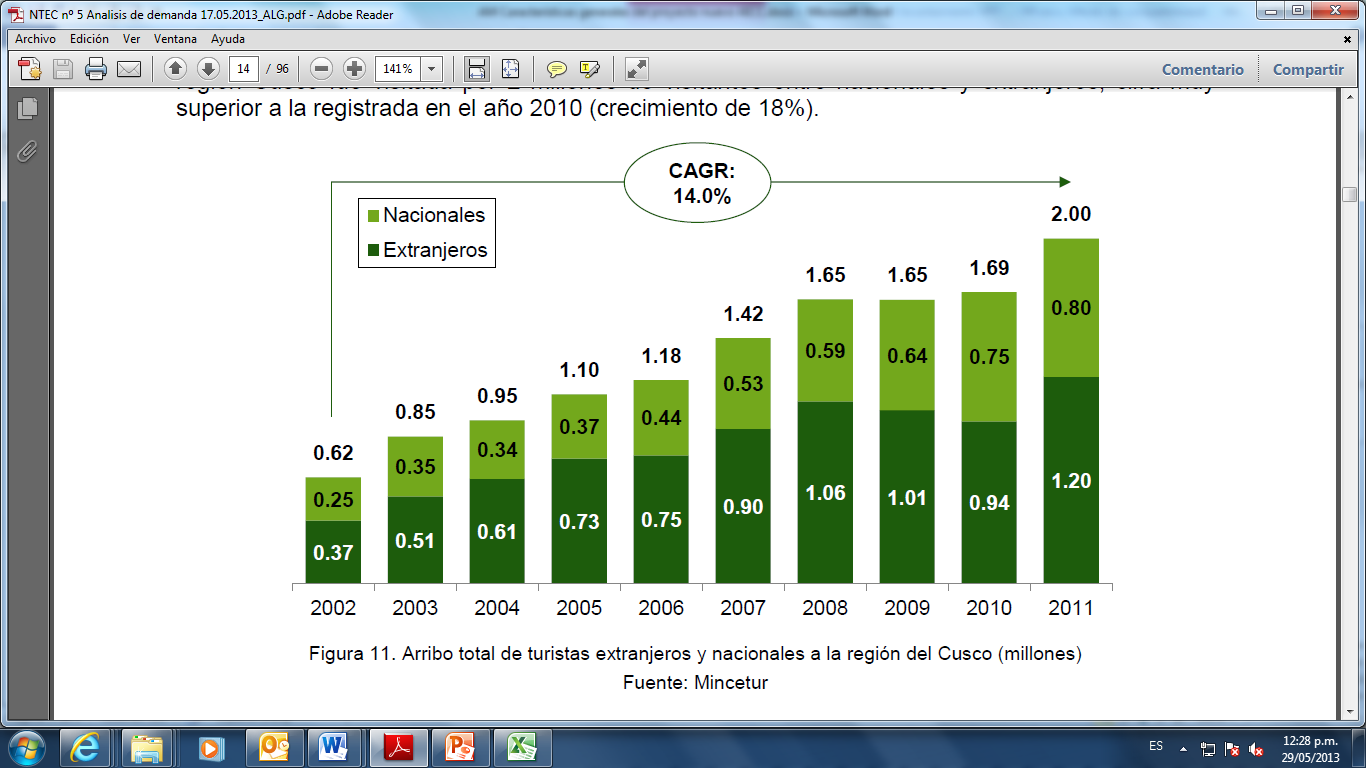 NTEC nº 5 Analisis de demanda 17.05.2013_ALG.pdf - Adobe Reader
Archivo Edición Ver Ventana Ayuda
14 / 96 141% Comentario Compartir
superior a la registrada en el año 2010 (crecimiento de 18%).
CAGR:
14.0%
Nacionales
Extranjeros
0.62 0.85 0.95 1.10 1.18 1.42 1.65 1.65 1.69 2.00
0.25 0.35 0.34 0.37 0.44 0.53 0.59 0.64 0.75 0.80
0.37 0.51 0.61 0.73 0.75 0.90 1.06 1.01 0.94 1.20
2002 2003 2004 2005 2006 2007 2008 2009 2010 2011
Figura 11. Arribo total de turistas extranjeros y nacionales a la región del Cusco (millones)
Fuente: Mincetur
ES
12:28 p.m.
29/05/2013